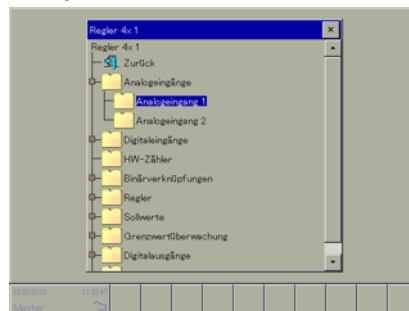 Regler 4x 1
Regler 4x 1
Zurück
Analogeingänge
Analogeingang 1
Analogeingang 2
Digitaleingänge
HW-Zähler
Binärverknüpfungen
Regler
Sollwerte
Grenzwertüberwachung
Digitalausgänge
Master